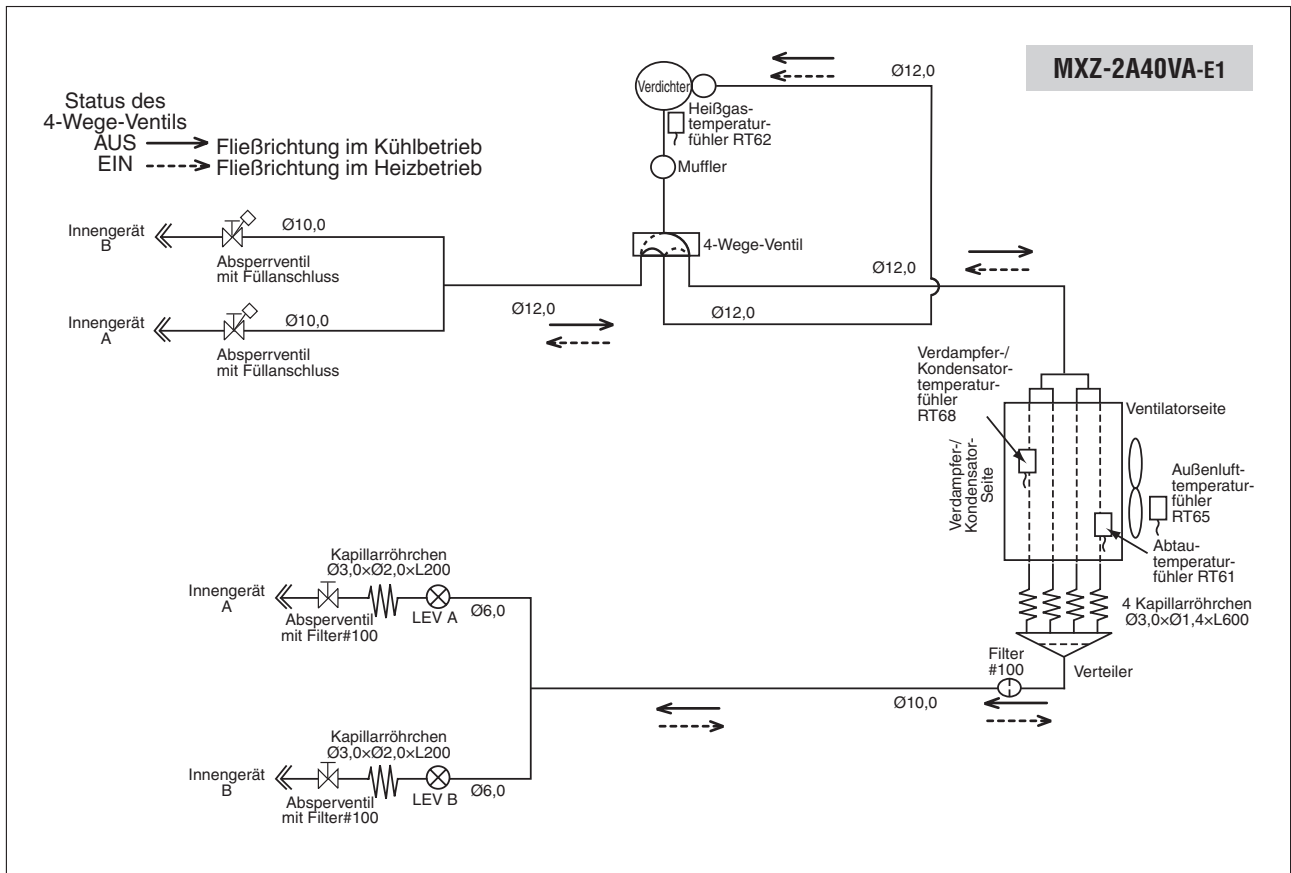 MXZ-2A40VA-E1
Status des
4-Wege-Ventils
AUS Fließrichtung im Kühlbetrieb
EIN Fließrichtung im Heizbetrieb
Verdichter
Ø12,0
Heißgas-
temperatur-
fühler RT62
Muffler
4-Wege-Ventil
Innengerät
B
Ø10,0
Absperventil
mit Füllanschluss
Innengerät
A
Ø10,0
Absperrventil
mit Füllanschluss
Ø12,0
Ø12,0
Ø12,0
Verdampfer-/
Kondensator-
temperatur-
fühler
RT68
Ventilatorseite
Verdampfer-/
Kondensator-
Seite
Außenluft-
temperatur-
fühler
RT65
Abtau-
temperatur-
fühler RT61
4 Kapillarröhrchen
Ø3,0×Ø1,4×L600
Verteiler
Filter
#100
Ø10,0
Kapillarröhrchen
Ø3,0×Ø2,0×L200
Innengerät
A
Absperventil
mit Filter#100
LEV A
Ø6,0
Kapillarröhrchen
Ø3,0×Ø2,0×L200
Innengerät
B
Absperventil
mit Filter#100
LEV B
Ø6,0